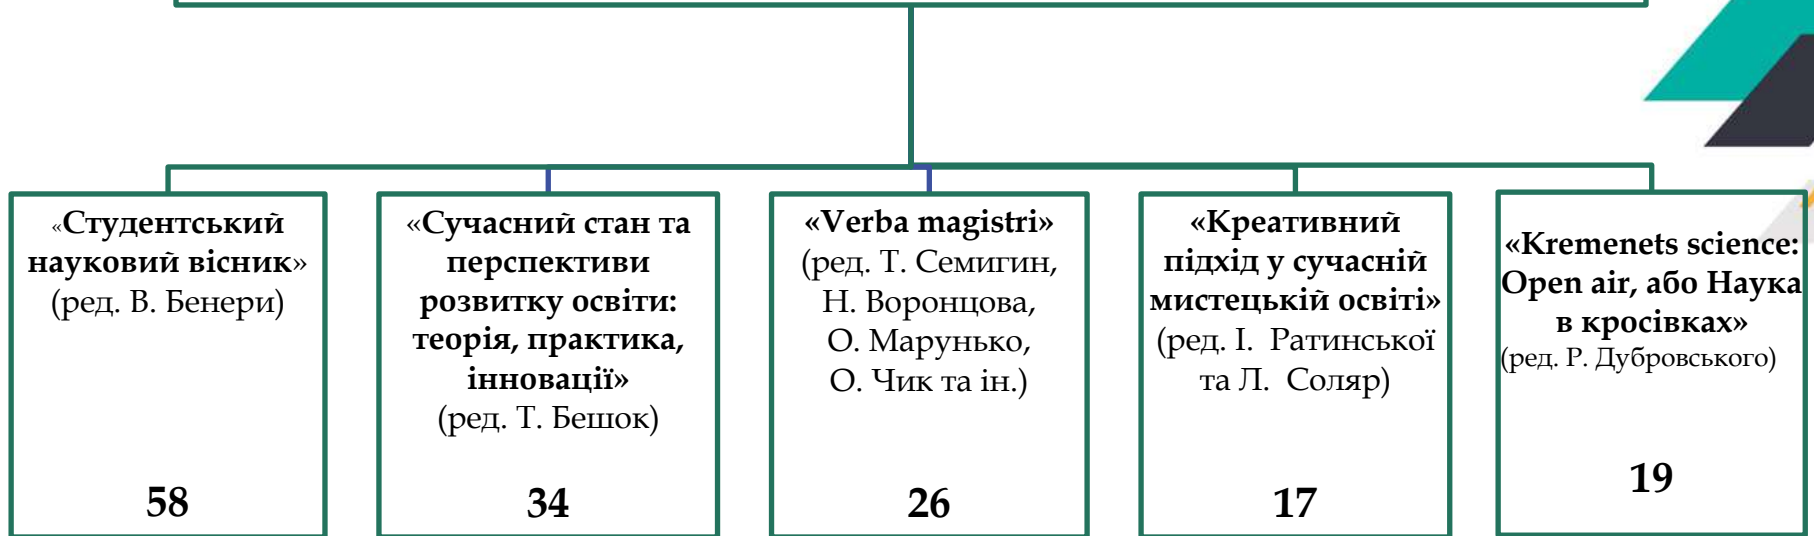 «Студентський
науковий вісник»
(ред. В. Бенери)
58
«Сучасний стан та
перспективи
розвитку освіти:
теорія, практика,
інновації»
(ред. Т. Бешок)
34
«Verba magistri»
(ред. Т. Семигин,
Н. Воронцова,
О. Марунько,
О. Чик та ін.)
26
«Креативний
підхід у сучасній
мистецькій освіті»
(ред. І. Ратинської
та Л. Соляр)
17
«Kremenets science:
Open air, або Наука
в кросівках»
(ред. Р. Дубровського)
19